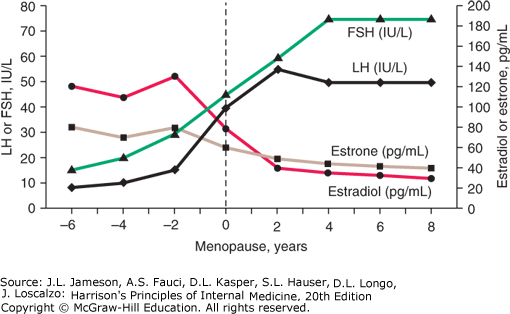 80
70
60
50
40
30
20
10
0
LH or FSH, IU/L
200
180
160
140
120
100
80
60
40
20
0
Estradiol or estrone, pg/mL
FSH (IU/L)
LH (IU/L)
Estrone (pg/mL)
Estradiol (pg/mL)
−6 −4 −2 0 2 4 6 8
Menopause, years
Source: J.L. Jameson, A.S. Fauci, D.L. Kasper, S.L. Hauser, D.L. Longo,
J. Loscalzo: Harrison's Principles of Internal Medicine, 20th Edition
Copyright © McGraw-Hill Education. All rights reserved.